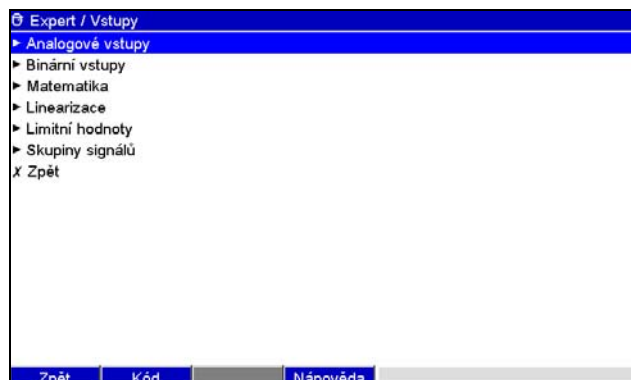 Expert / Vstupy
► Analogové vstupy
► Binární vstupy
► Matematika
► Linearizace
► Limitní hodnoty
► Skupiny signálů
X Zpět
Zpět Kód Nápověda